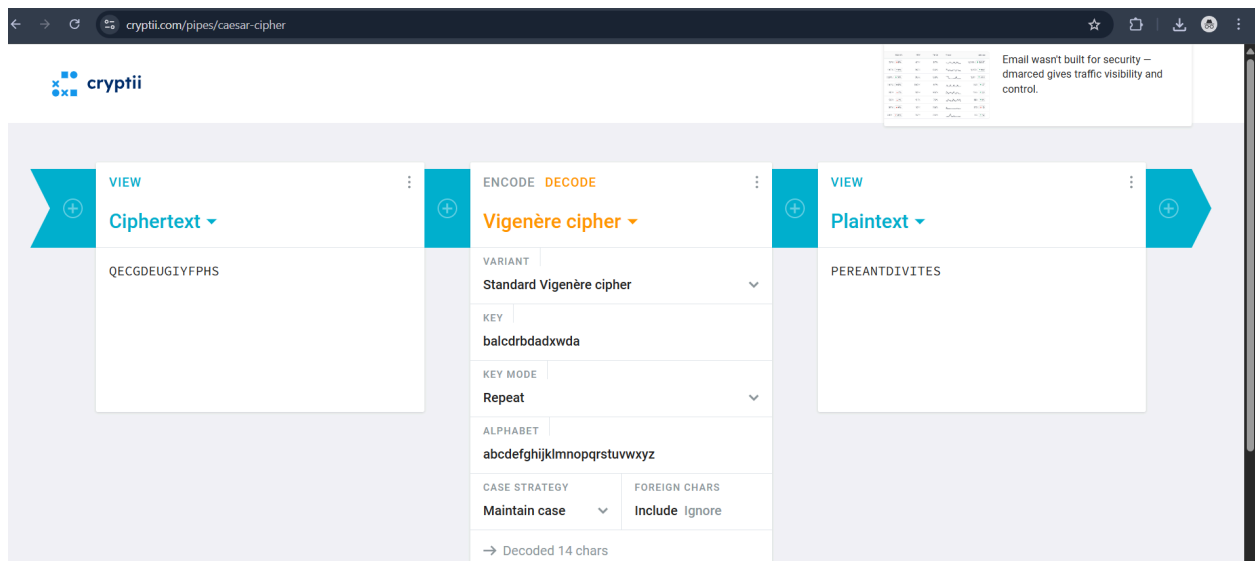 cryptii.com/pipes/caesar-cipher
cryptii
Email wasn't built for security —
dmarced gives traffic visibility and
control.
VIEW
Ciphertext
QECGDEUGIYFPHS
ENCODE DECODE
Vigenère cipher
VARIANT
Standard Vigenère cipher
KEY
balcdrbdadxwda
KEY MODE
Repeat
ALPHABET
abcdefghijklmnopqrstuvwxyz
CASE STRATEGY
Maintain case
FOREIGN CHARS
Include Ignore
→ Decoded 14 chars
VIEW
Plaintext
PEREANTDIVITES